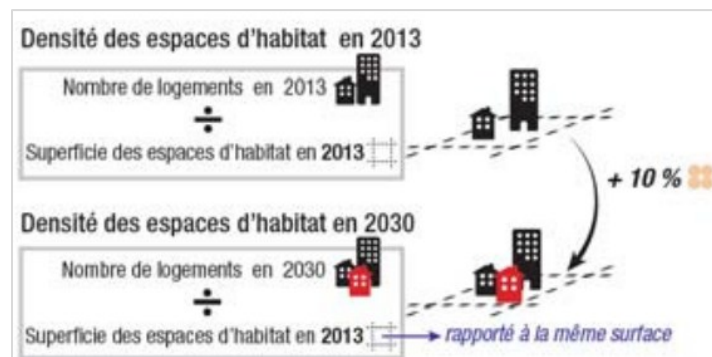 Densité des espaces d'habitat en 2013
Nombre de logements en 2013
÷
Superficie des espaces d'habitat en 2013
+ 10 %
Densité des espaces d'habitat en 2030
Nombre de logements en 2030
÷
Superficie des espaces d'habitat en 2013
rapporté à la même surface